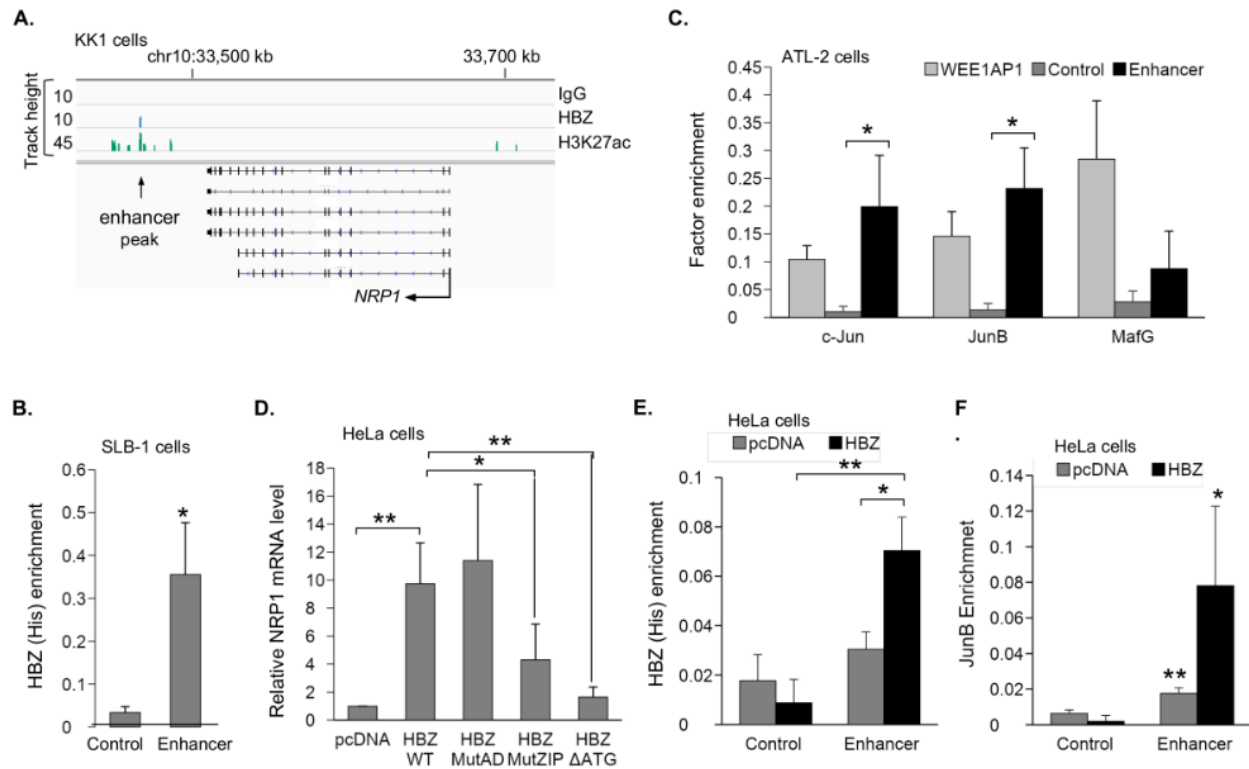 A.
KK1 cells
chr10:33,500 kb
33,700 kb
Track height
10
IgG
10
HBZ
45
H3K27ac
enhancer
peak
NRP1
C.
ATL-2 cells
WEE1AP1 Control Enhancer
Factor enrichment
0.45
0.4
0.35
0.3
0.25
0.2
0.15
0.1
0.05
0
*
*
c-Jun JunB MafG
B.
SLB-1 cells
HBZ (His) enrichment
0.6
0.5
0.4
0.3
0.2
0.1
0
*
Control Enhancer
D.
HeLa cells
Relative NRP1 mRNA level
18
16
14
12
10
8
6
4
2
0
**
*
**
pcDNA HBZ HBZ HBZ HBZ
WT MutAD MutZIP ΔATG
E.
HeLa cells
pcDNA HBZ
HBZ (His) enrichment
0.1
0.08
0.06
0.04
0.02
0
**
*
Control Enhancer
F
.
HeLa cells
pcDNA HBZ
JunB Enrichmnet
0.14
0.12
0.10
0.08
0.06
0.04
0.02
0
*
**
Control Enhancer